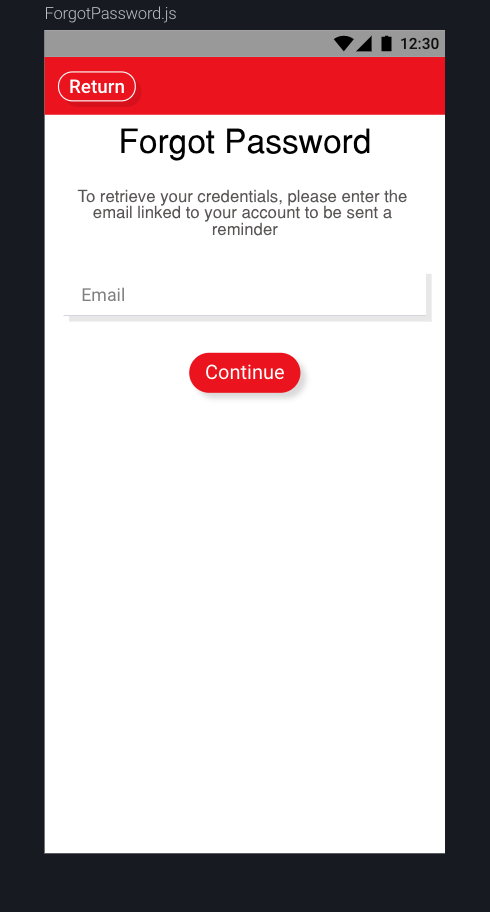 ForgotPassword.js
12:30
Return
Forgot Password
To retrieve your credentials, please enter the
email linked to your account to be sent a
reminder
Email
Continue